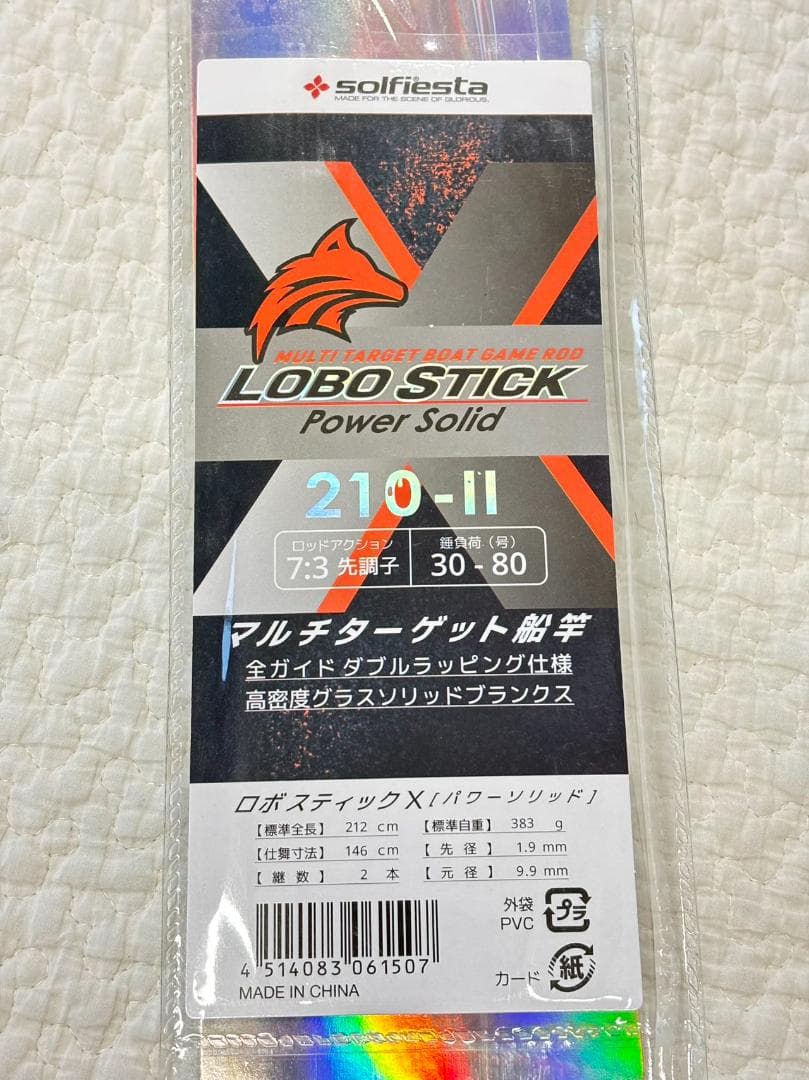 solfiesta
MADE FOR THE SCENE OF GLORIOUS.
MULTI TARGET BOAT GAME ROD
LOBO STICK
Power Solid
210-II
ロッドアクション
7:3 先調子
錘負荷（号）
30 - 80
マルチターゲット船竿
全ガイド ダブルラッピング仕様
高密度グラスソリッドブランクス
ロボスティックX [パワーソリッド]
【標準全長】 212 cm 【標準自重】 383 g
【仕舞寸法】 146 cm 【先径】 1.9 mm
【継数】 2 本 【元径】 9.9 mm
外袋
PVC
プラ
カード
紙
4 514083 061507
MADE IN CHINA